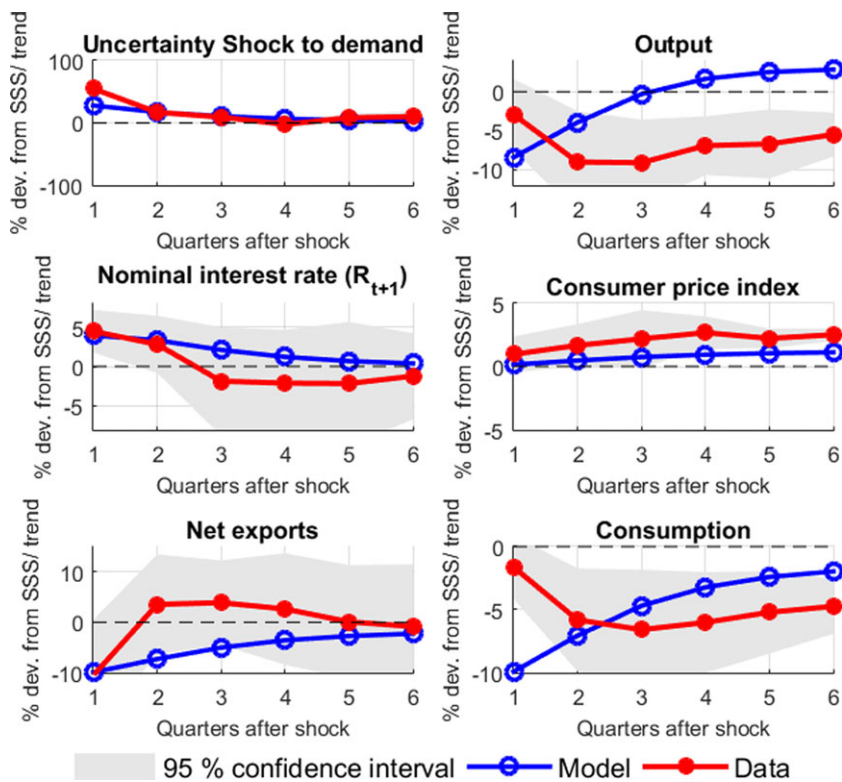 Uncertainty Shock to demand
% dev. from SSS/ trend
100
0
-100
1 2 3 4 5 6
Quarters after shock
Output
% dev. from SSS/ trend
0
-5
-10
1 2 3 4 5 6
Quarters after shock
Nominal interest rate (R_{t+1})
% dev. from SSS/ trend
5
0
-5
1 2 3 4 5 6
Quarters after shock
Consumer price index
% dev. from SSS/ trend
5
0
-5
1 2 3 4 5 6
Quarters after shock
Net exports
% dev. from SSS/ trend
10
0
-10
1 2 3 4 5 6
Quarters after shock
Consumption
% dev. from SSS/ trend
0
-5
-10
1 2 3 4 5 6
Quarters after shock
95 % confidence interval Model Data